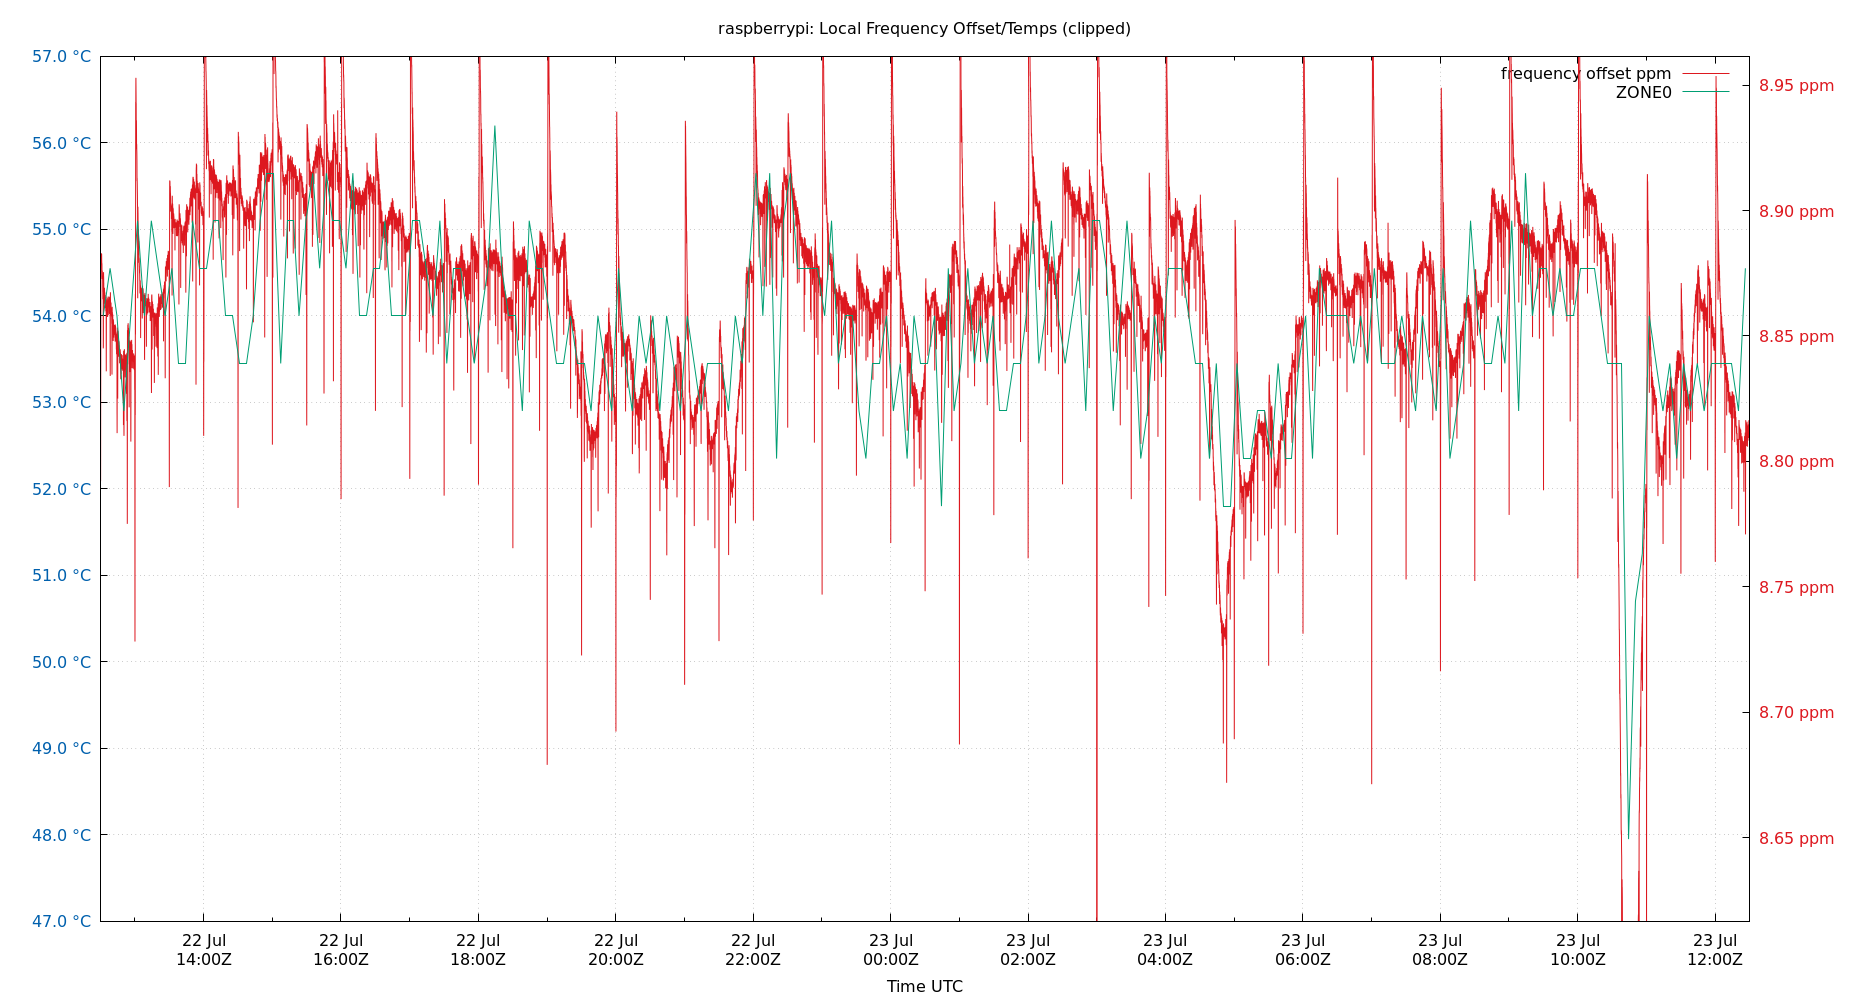 raspberrypi: Local Frequency Offset/Temps (clipped)
57.0 °C
56.0 °C
55.0 °C
54.0 °C
53.0 °C
52.0 °C
51.0 °C
50.0 °C
49.0 °C
48.0 °C
47.0 °C
frequency offset ppm
ZONE0
8.95 ppm
8.90 ppm
8.85 ppm
8.80 ppm
8.75 ppm
8.70 ppm
8.65 ppm
22 Jul
14:00Z
22 Jul
16:00Z
22 Jul
18:00Z
22 Jul
20:00Z
22 Jul
22:00Z
23 Jul
00:00Z
23 Jul
02:00Z
23 Jul
04:00Z
23 Jul
06:00Z
23 Jul
08:00Z
23 Jul
10:00Z
23 Jul
12:00Z
Time UTC